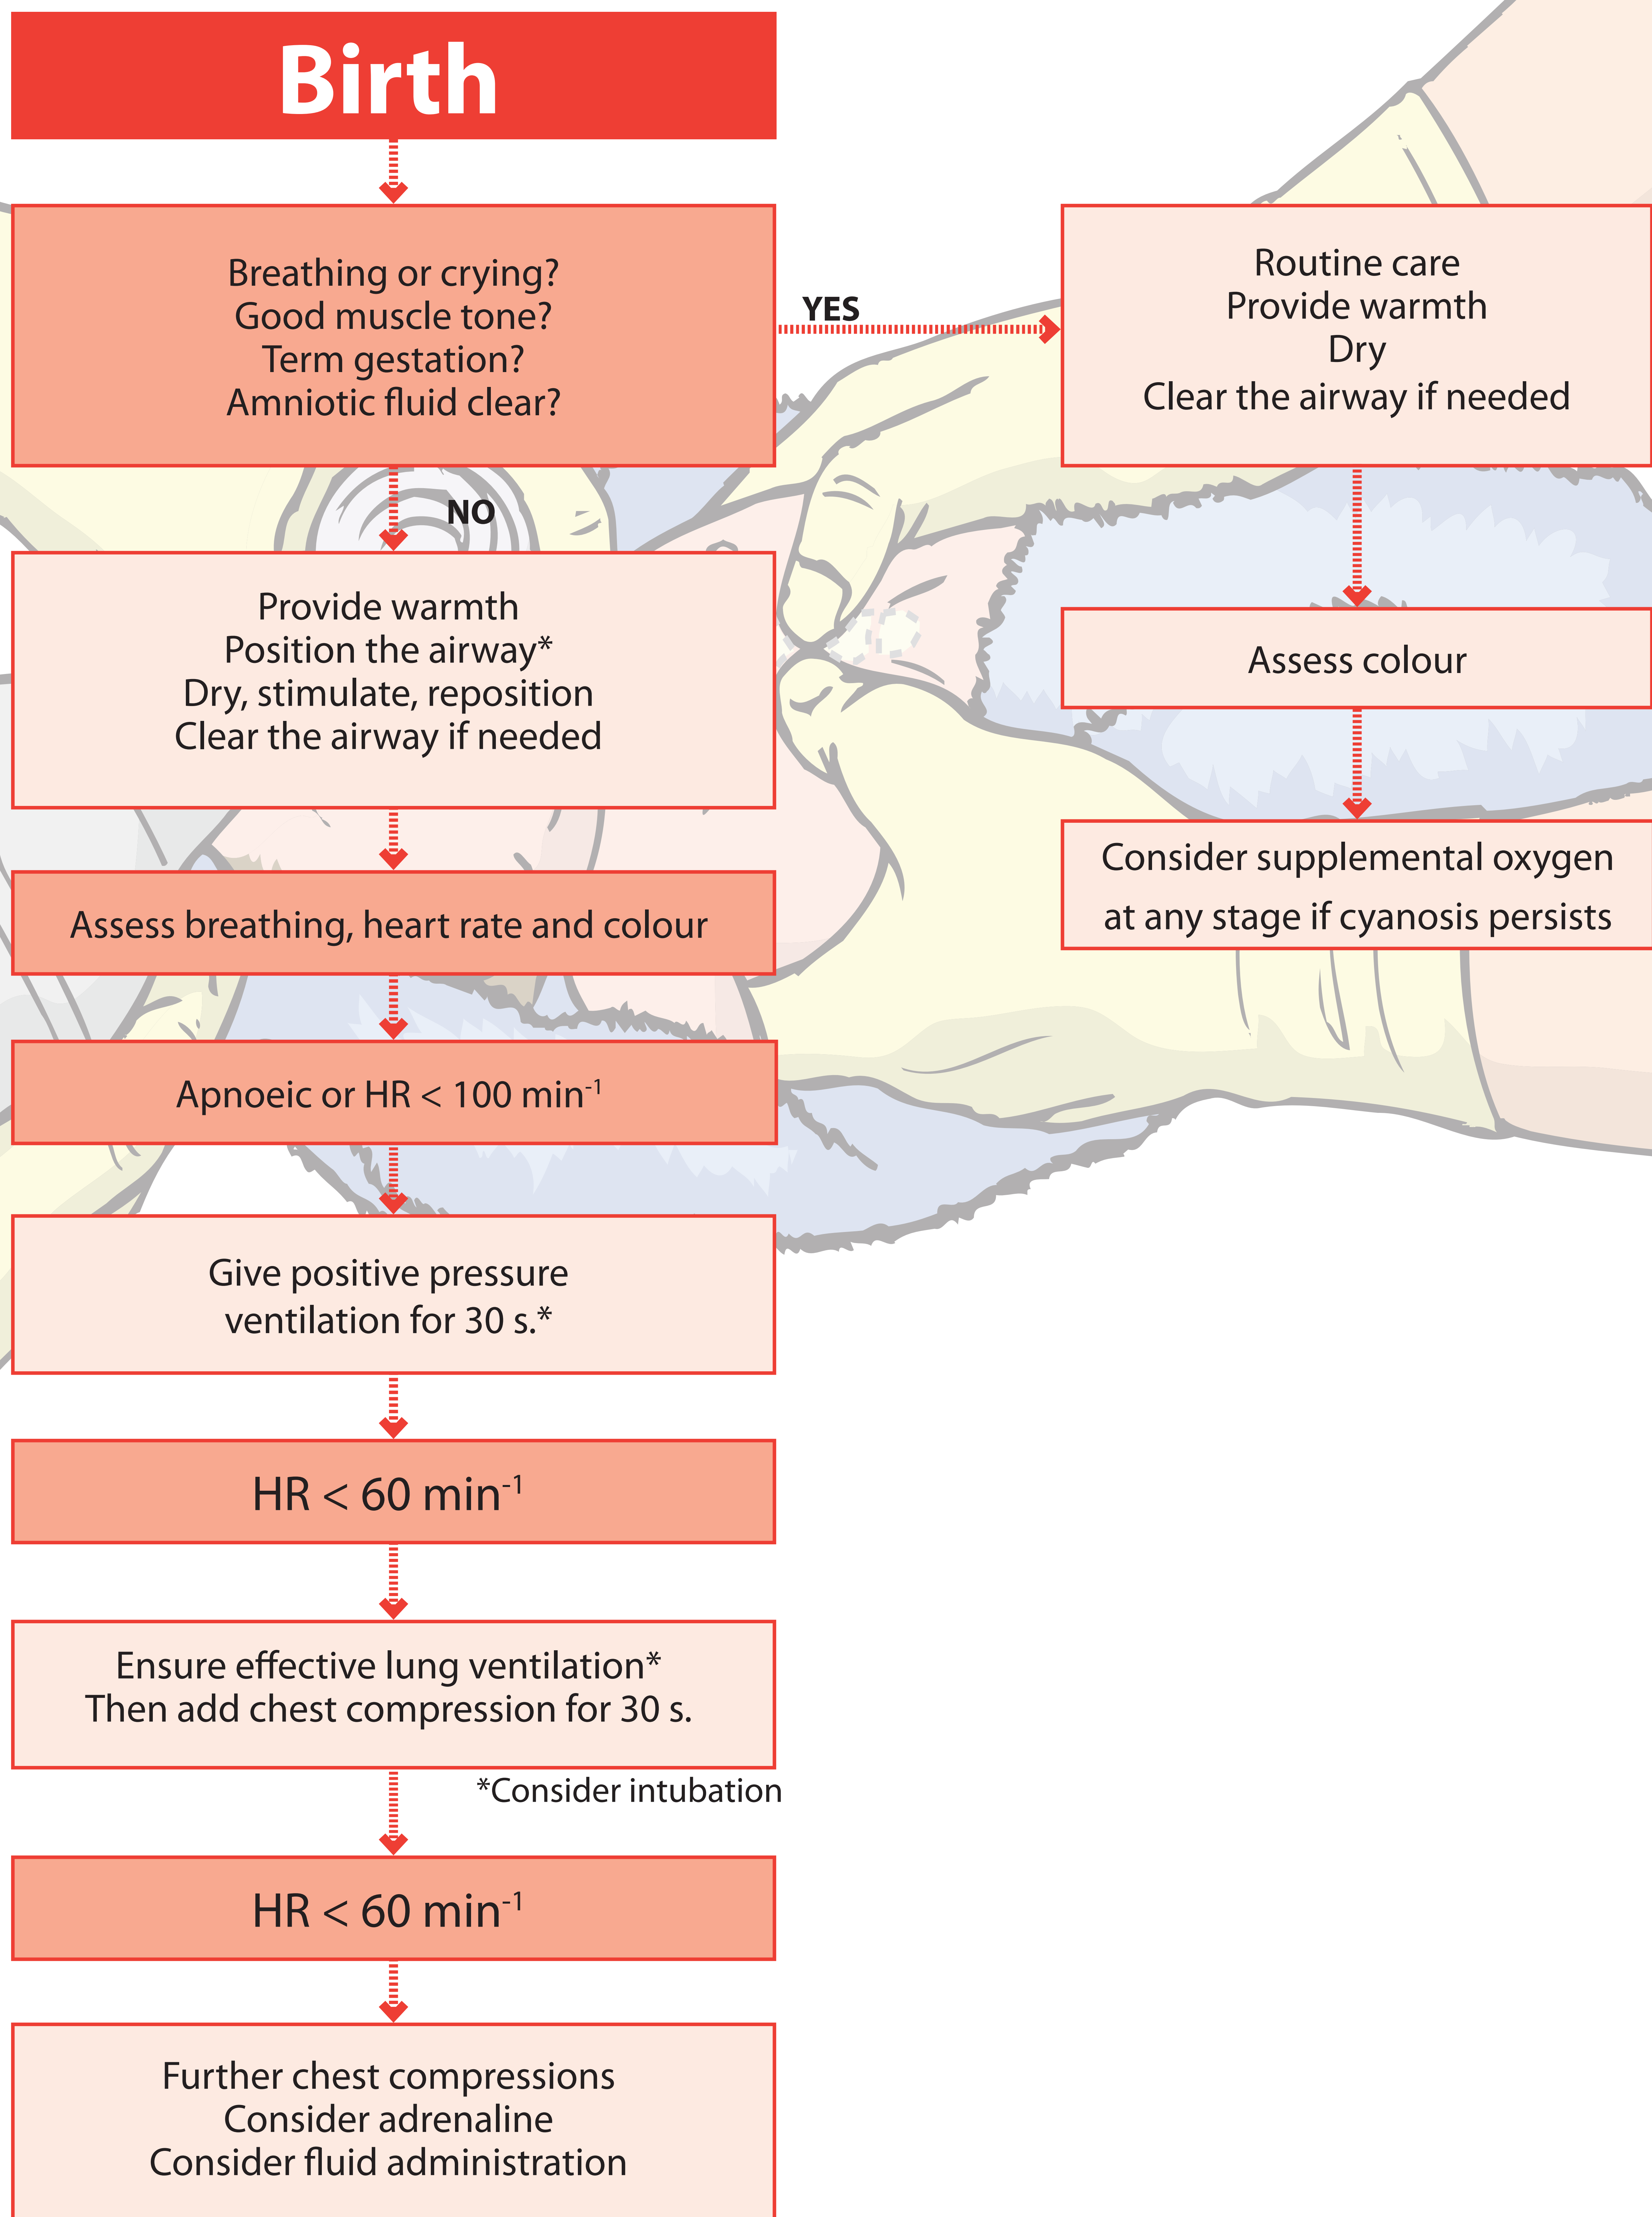 Birth
Breathing or crying?
Good muscle tone?
Term gestation?
Amniotic fluid clear?
YES
Routine care
Provide warmth
Dry
Clear the airway if needed
NO
Provide warmth
Position the airway*
Dry, stimulate, reposition
Clear the airway if needed
Assess colour
Consider supplemental oxygen
at any stage if cyanosis persists
Assess breathing, heart rate and colour
Apnoeic or HR < 100 min⁻¹
Give positive pressure
ventilation for 30 s.*
HR < 60 min⁻¹
Ensure effective lung ventilation*
Then add chest compression for 30 s.
*Consider intubation
HR < 60 min⁻¹
Further chest compressions
Consider adrenaline
Consider fluid administration